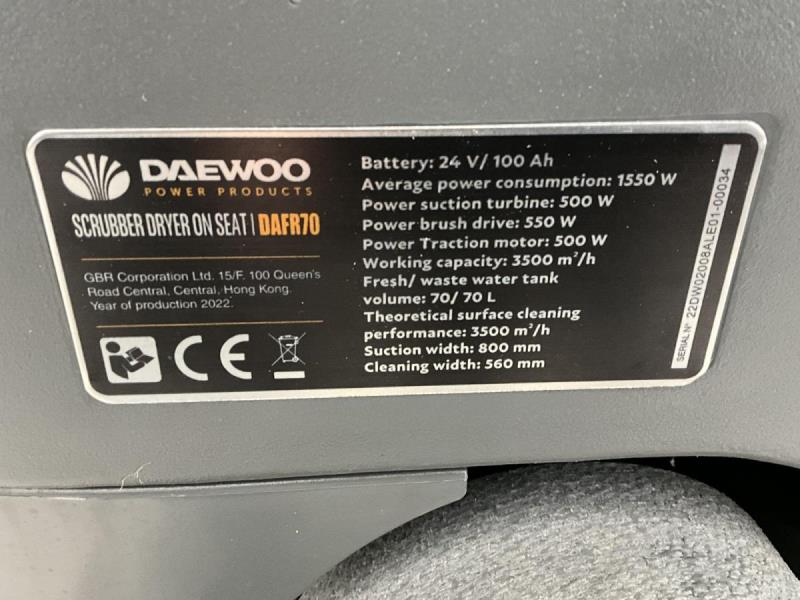 DAEWOO
POWER PRODUCTS
SCRUBBER DRYER ON SEAT | DAFR70
GBR Corporation Ltd. 15/F. 100 Queen's
Road Central, Central, Hong Kong.
Year of production 2022.
CE
Battery: 24 V/ 100 Ah
Average power consumption: 1550 W
Power suction turbine: 500 W
Power brush drive: 550 W
Power Traction motor: 500 W
Working capacity: 3500 m²/h
Fresh/ waste water tank
volume: 70/ 70 L
Theoretical surface cleaning
performance: 3500 m²/h
Suction width: 800 mm
Cleaning width: 560 mm
SERIAL Nº 22DW02008ALE01-00034